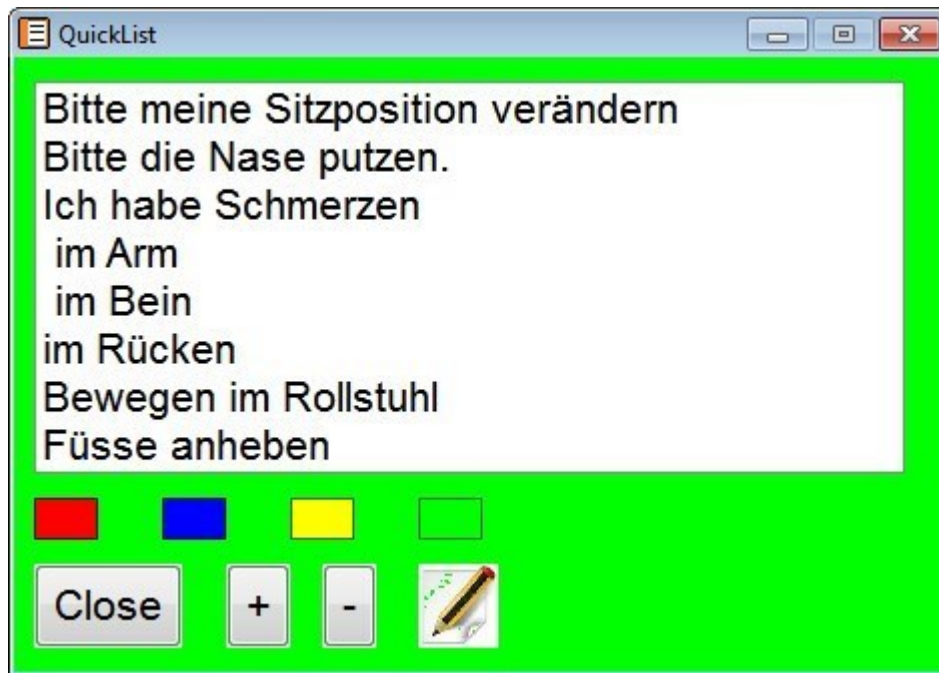 QuickList
Bitte meine Sitzposition verändern
Bitte die Nase putzen.
Ich habe Schmerzen
im Arm
im Bein
im Rücken
Bewegen im Rollstuhl
Füsse anheben
Close + -